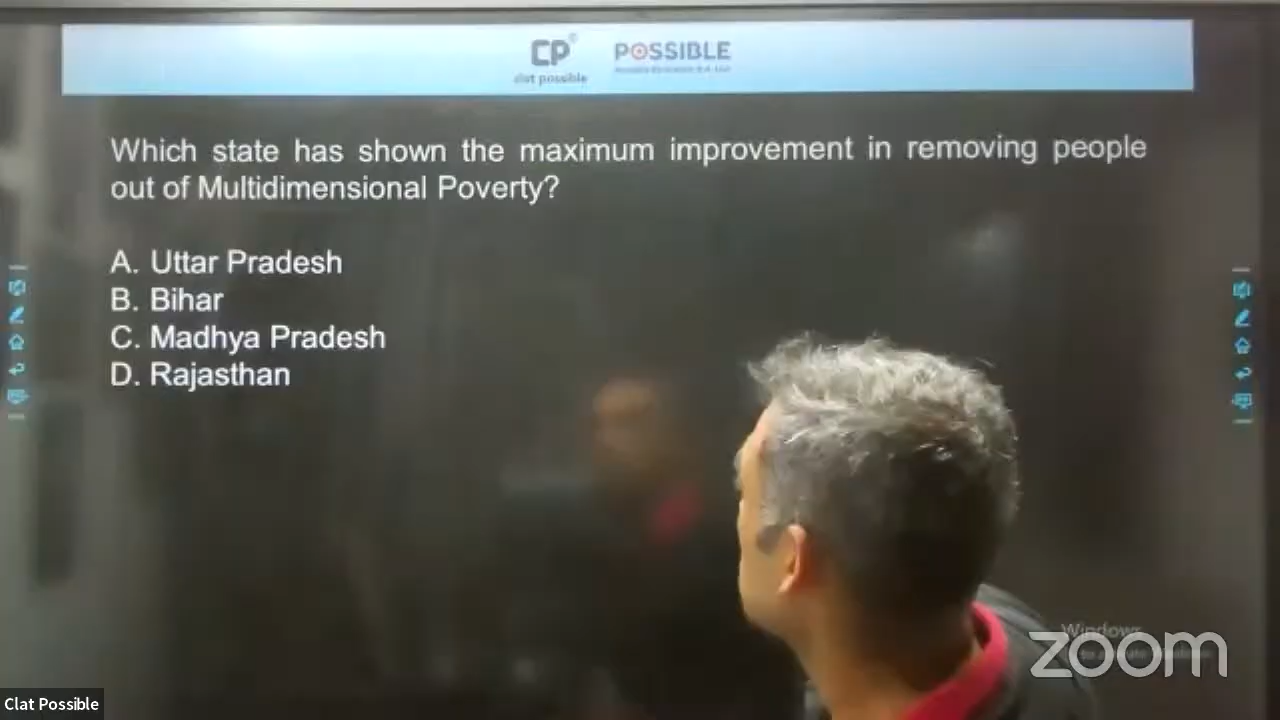 CP
clat possible
POSSIBLE
Which state has shown the maximum improvement in removing people
out of Multidimensional Poverty?
A. Uttar Pradesh
B. Bihar
C. Madhya Pradesh
D. Rajasthan
Windows
zoom
Clat Possible